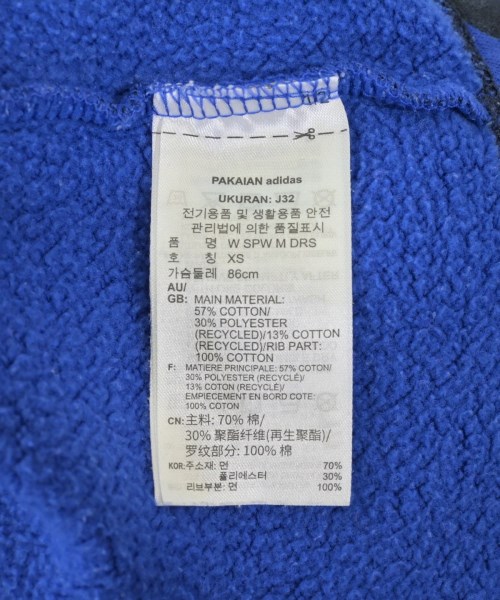 PAKAIAN adidas
UKURAN: J32
전기용품 및 생활용품 안전
관리법에 의한 품질표시
품 명 W SPW M DRS
호 칭 XS
가슴둘레 86cm
AU/
GB: MAIN MATERIAL:
57% COTTON/
30% POLYESTER
(RECYCLED)/13% COTTON
(RECYCLED)/RIB PART:
100% COTTON
F: MATIERE PRINCIPALE: 57% COTON/
30% POLYESTER (RECYCLÉ)/
13% COTON (RECYCLÉ)/
EMPIECEMENT EN BORD COTE:
100% COTON
CN: 主料: 70% 棉/
30% 聚酯纤维(再生聚酯)/
罗纹部分: 100% 棉
KOR: 주소재: 면 70%
폴리에스터 30%
리브부분: 면 100%